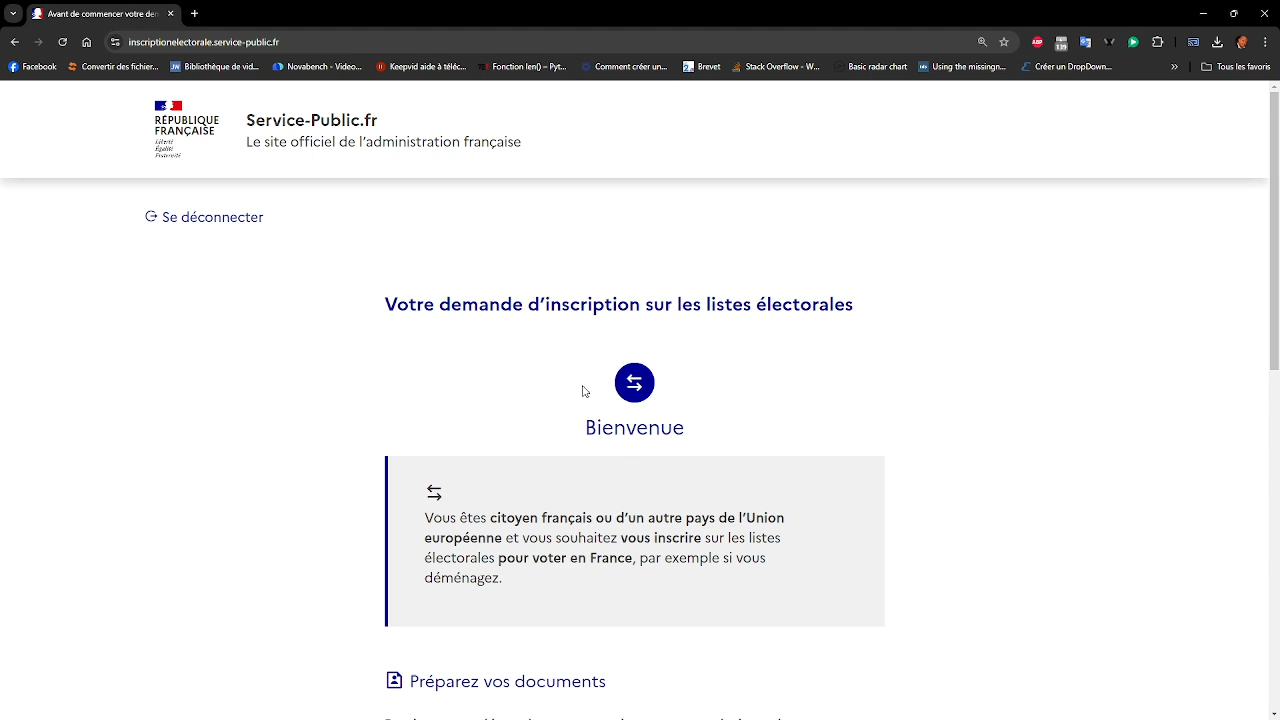 Avant de commencer votre den
inscriptionelectorale.service-public.fr
Facebook
Convertir des fichier...
Bibliothèque de vid...
Novabench - Video...
Keepvid aide à téléc...
Fonction len() – Pyt...
Comment créer un...
Brevet
Stack Overflow - W...
Basic radar chart
Using the missingn...
Créer un DropDown...
Tous les favoris
RÉPUBLIQUE
FRANÇAISE
Liberté
Égalité
Fraternité
Service-Public.fr
Le site officiel de l'administration française
Se déconnecter
Votre demande d'inscription sur les listes électorales
Bienvenue
Vous êtes citoyen français ou d'un autre pays de l'Union
européenne et vous souhaitez vous inscrire sur les listes
électorales pour voter en France, par exemple si vous
déménagez.
Préparez vos documents